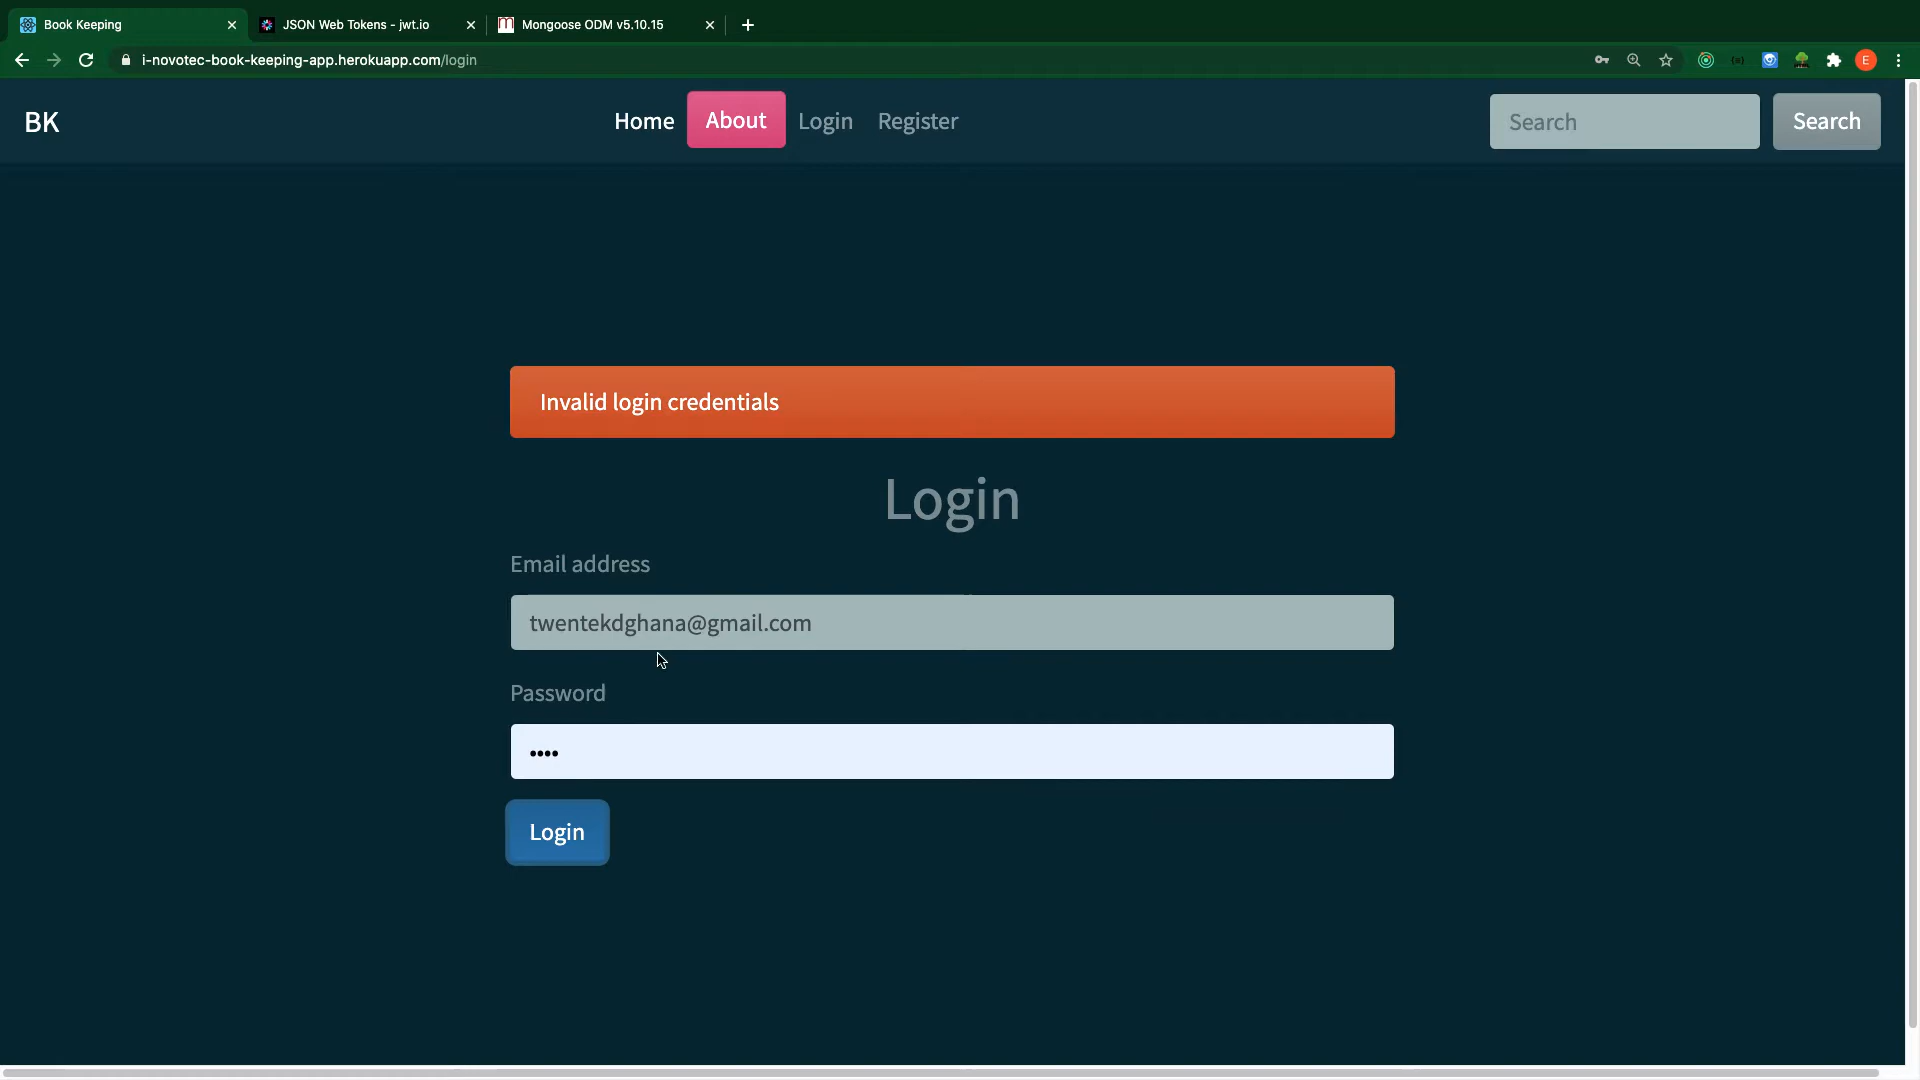 Book Keeping
JSON Web Tokens - jwt.io
Mongoose ODM v5.10.15
i-novotec-book-keeping-app.herokuapp.com/login
E
BK
Home
About
Login
Register
Search
Search
Invalid login credentials
Login
Email address
twentekdghana@gmail.com
Password
••••
Login